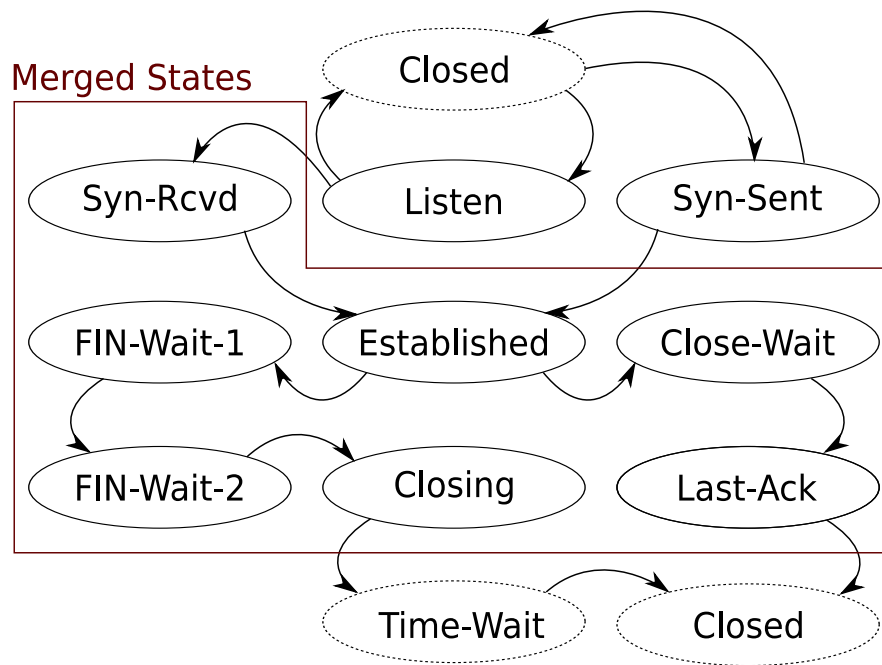 Closed
Merged States
Syn-Rcvd
Listen
Syn-Sent
FIN-Wait-1
Established
Close-Wait
FIN-Wait-2
Closing
Last-Ack
Time-Wait
Closed